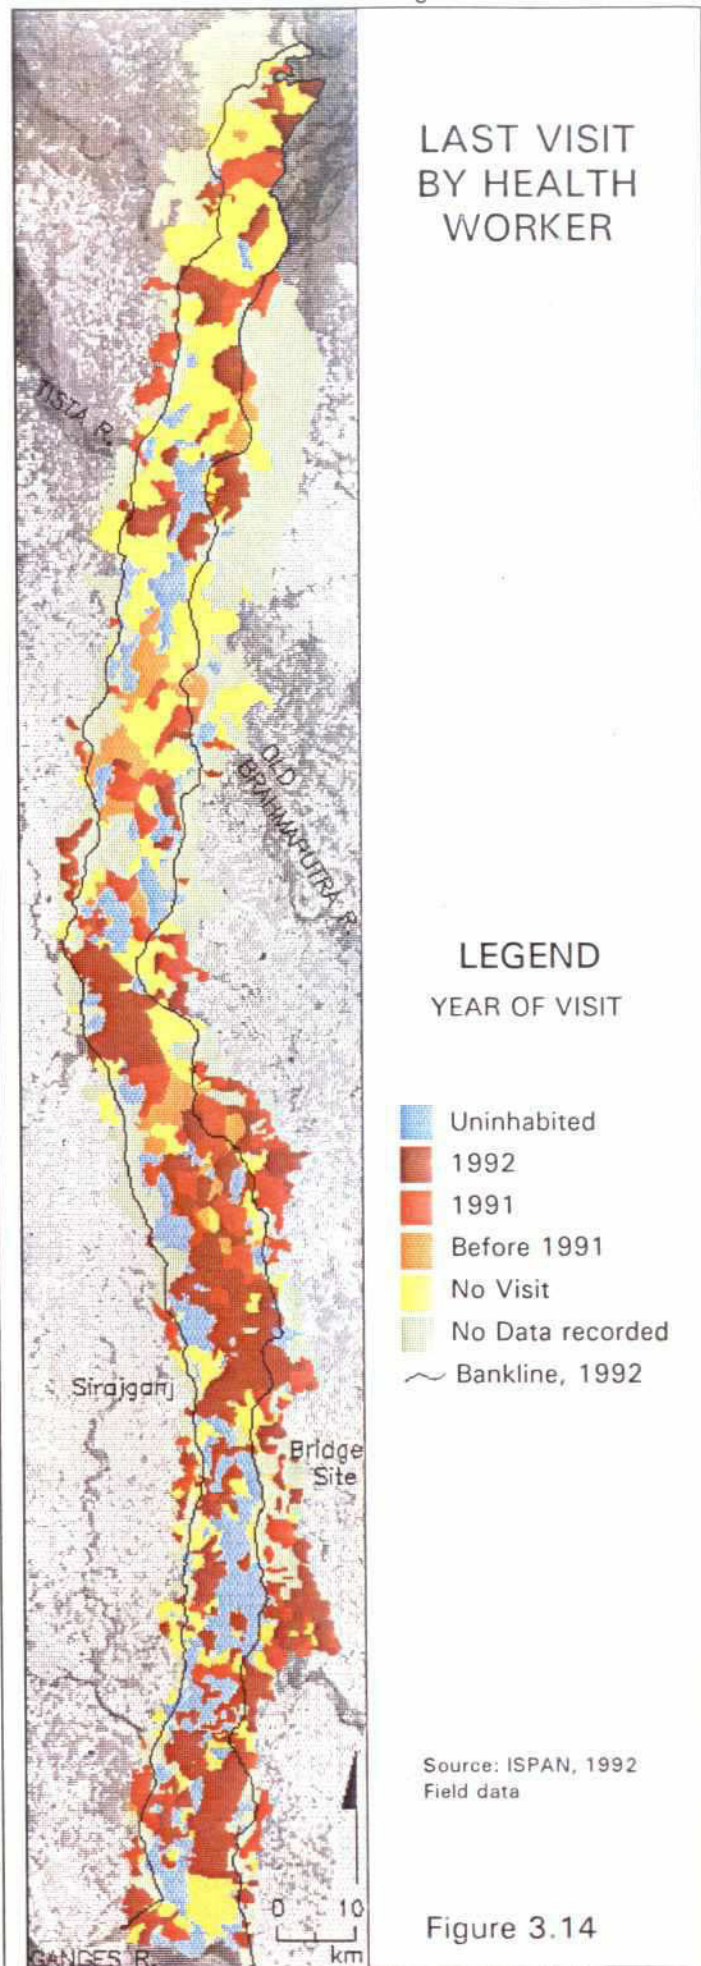 LAST VISIT
BY HEALTH
WORKER
TISTA R.
OLD
BRAHMAPUTRA R.
LEGEND
YEAR OF VISIT
Uninhabited
1992
1991
Before 1991
No Visit
No Data recorded
Bankline, 1992
Sirajganj
Bridge
Site
Source: ISPAN, 1992
Field data
0 10
km
Figure 3.14
GANGES R.